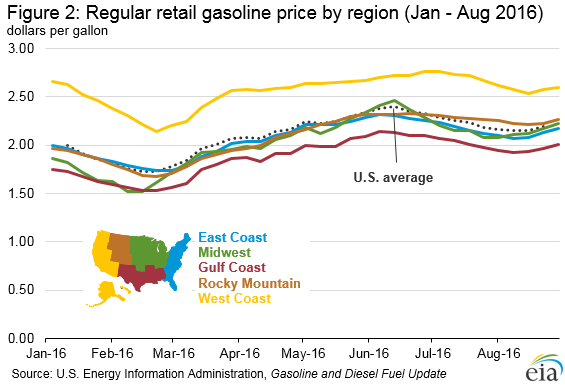 Figure 2: Regular retail gasoline price by region (Jan - Aug 2016)
dollars per gallon
3.00
2.50
2.00
1.50
1.00
0.50
0.00
U.S. average
East Coast
Midwest
Gulf Coast
Rocky Mountain
West Coast
Jan-16 Feb-16 Mar-16 Apr-16 May-16 Jun-16 Jul-16 Aug-16
Source: U.S. Energy Information Administration, Gasoline and Diesel Fuel Update
eia